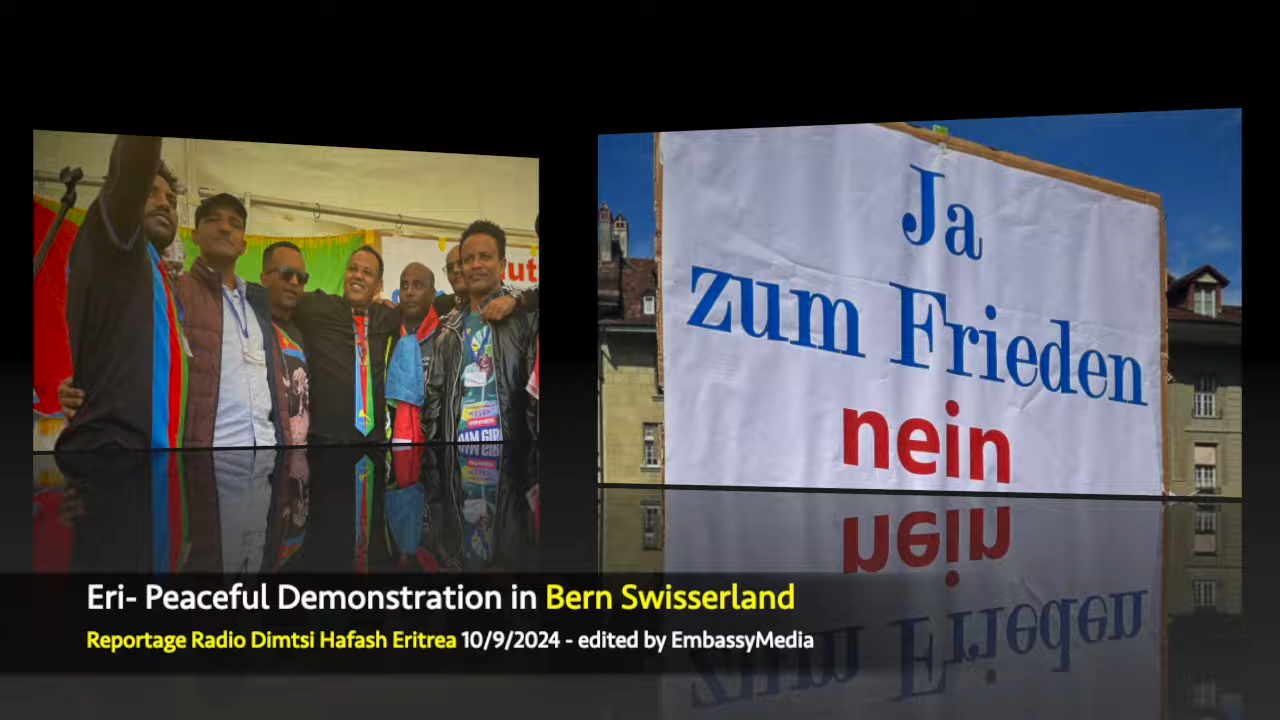 Ja
zum Frieden
nein
WINNER
Eri- Peaceful Demonstration in Bern Swisserland
Reportage Radio Dimtsi Hafash Eritrea 10/9/2024 - edited by EmbassyMedia